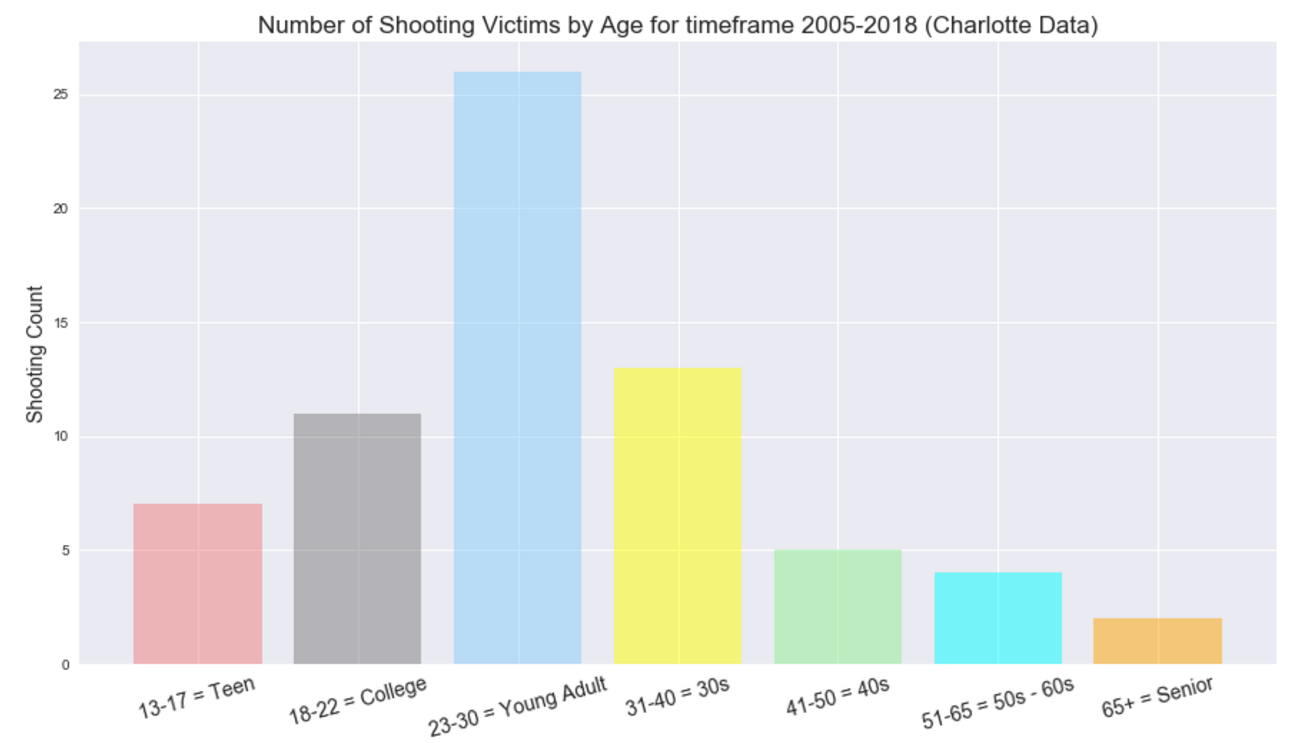 Number of Shooting Victims by Age for timeframe 2005-2018 (Charlotte Data)
25
20
15
10
5
0
Shooting Count
13-17 = Teen
18-22 = College
23-30 = Young Adult
31-40 = 30s
41-50 = 40s
51-65 = 50s - 60s
65+ = Senior